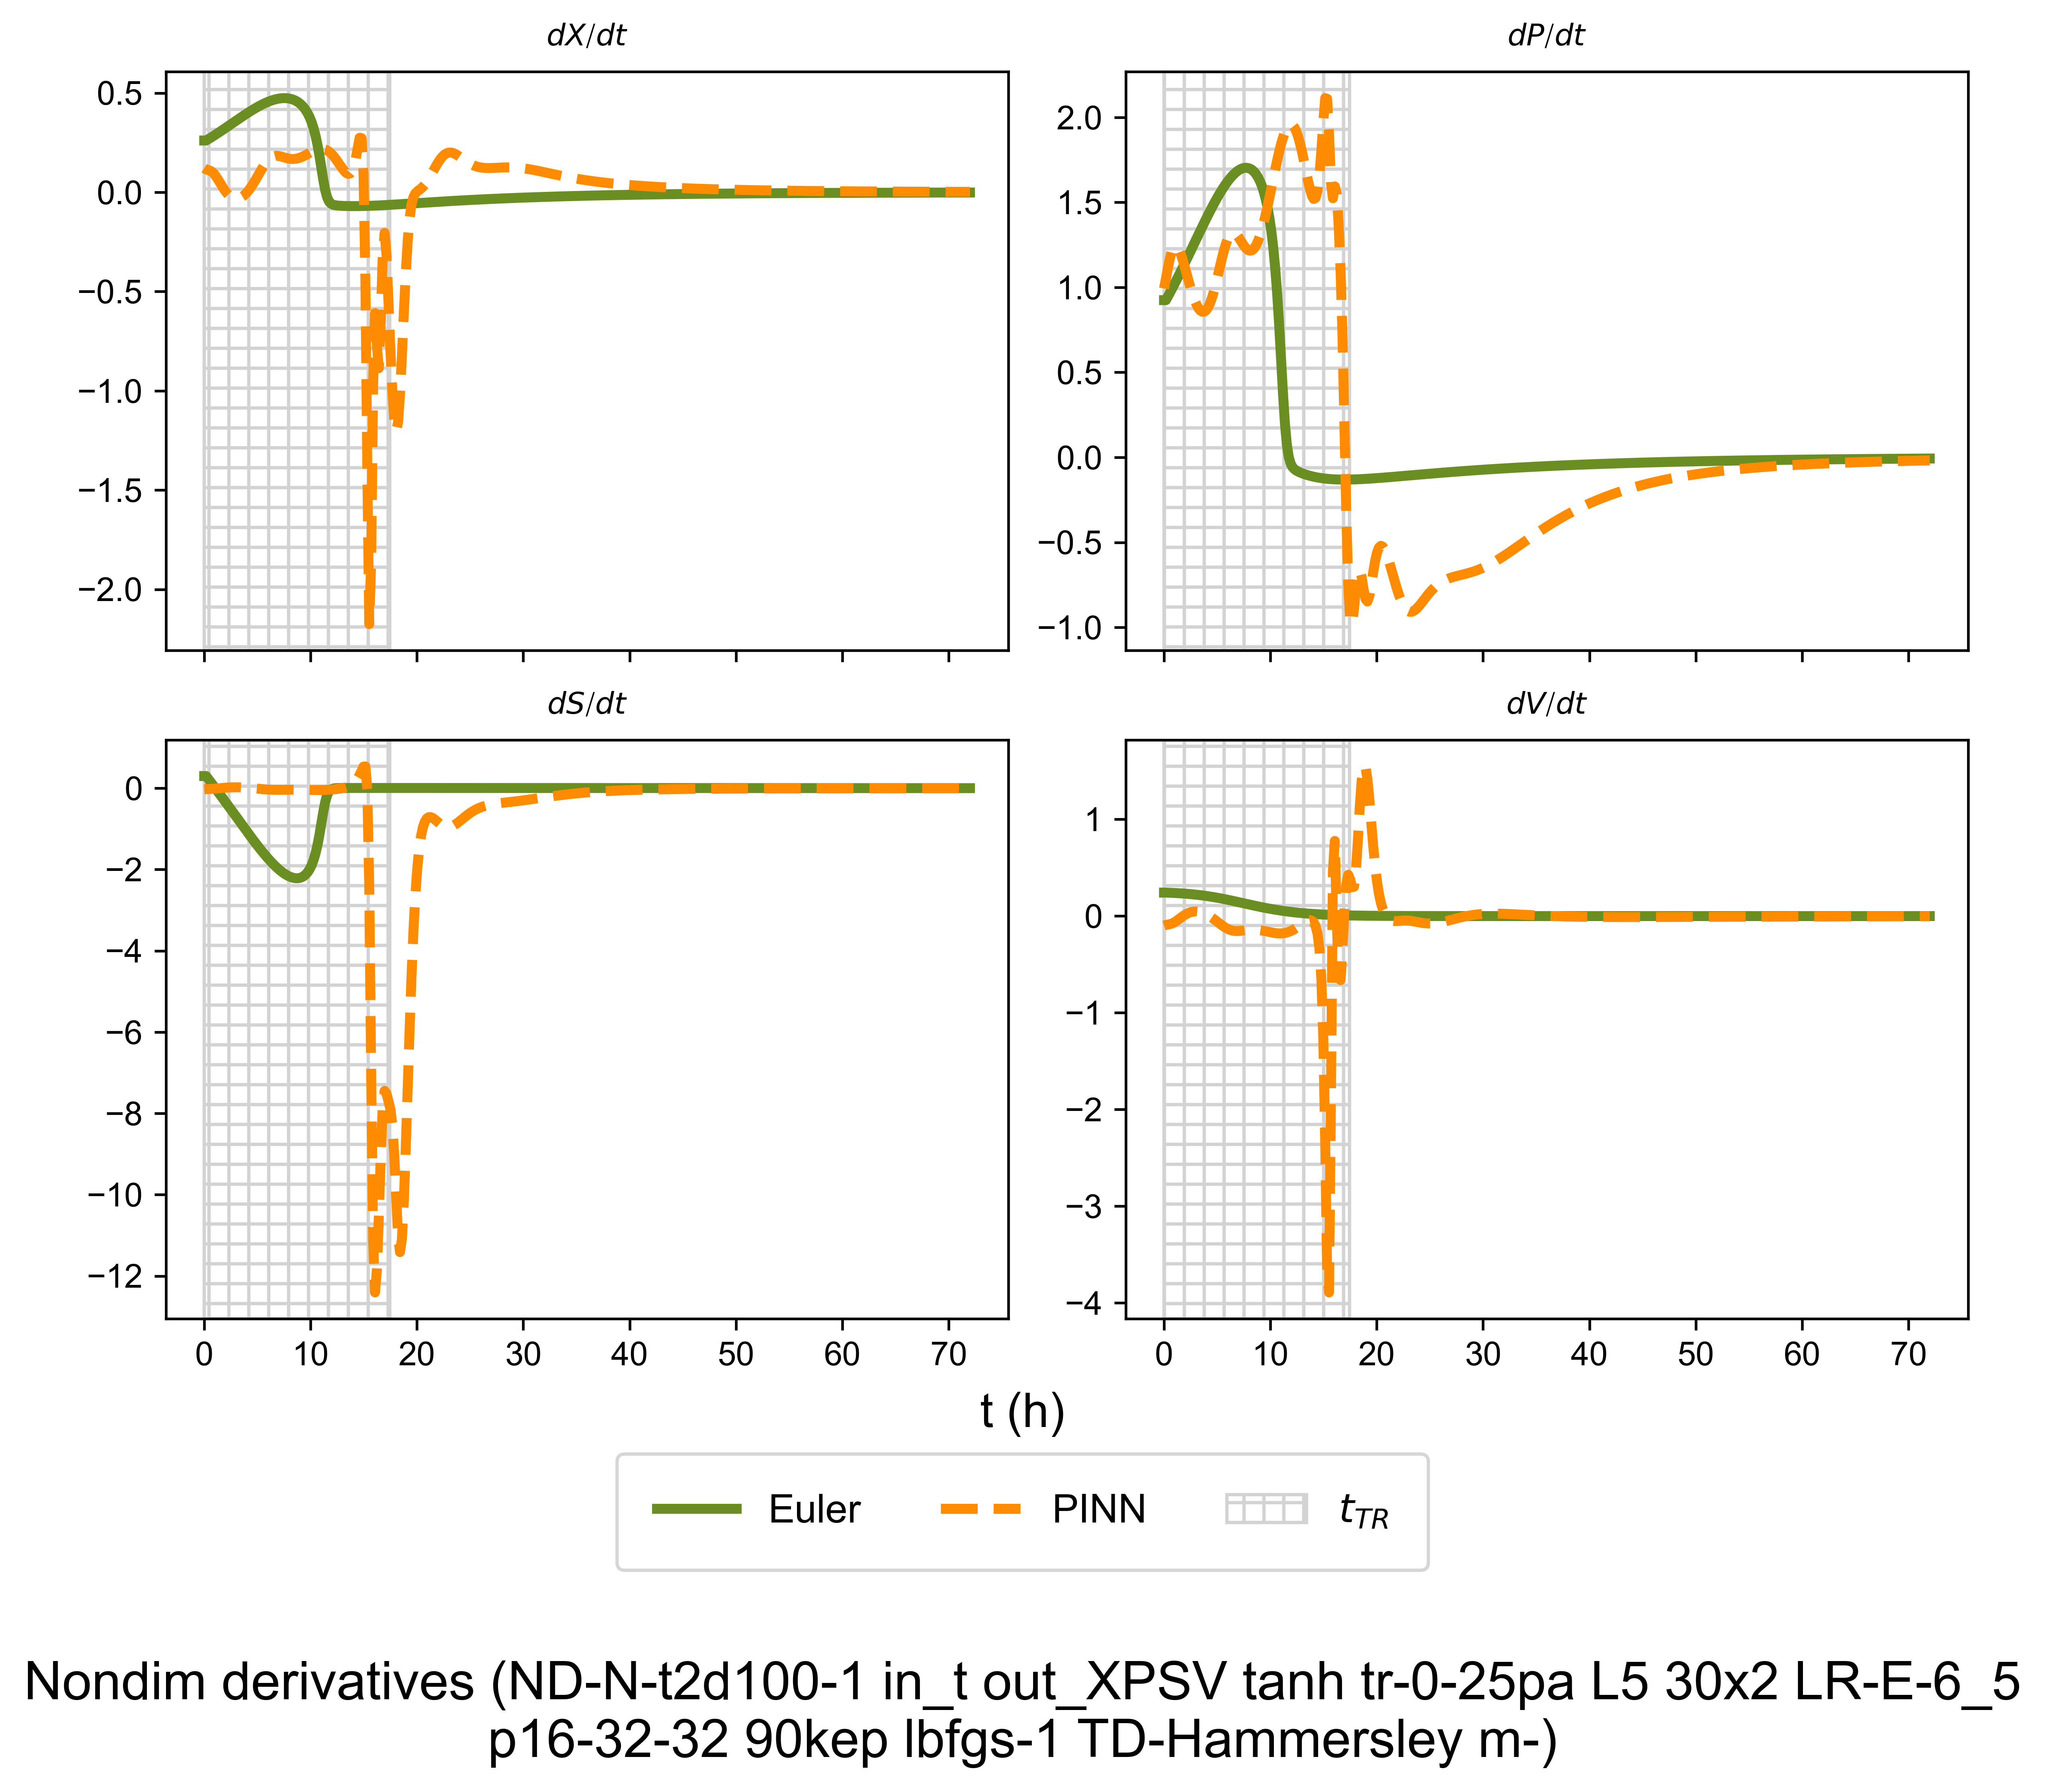 dX/dt
dP/dt
0.5
0.0
−0.5
−1.0
−1.5
−2.0
2.0
1.5
1.0
0.5
0.0
−0.5
−1.0
dS/dt
dV/dt
0
−2
−4
−6
−8
−10
−12
1
0
−1
−2
−3
−4
0 10 20 30 40 50 60 70
0 10 20 30 40 50 60 70
t (h)
Euler PINN t_TR
Nondim derivatives (ND-N-t2d100-1 in_t out_XPSV tanh tr-0-25pa L5 30x2 LR-E-6_5
p16-32-32 90kep lbfgs-1 TD-Hammersley m-)